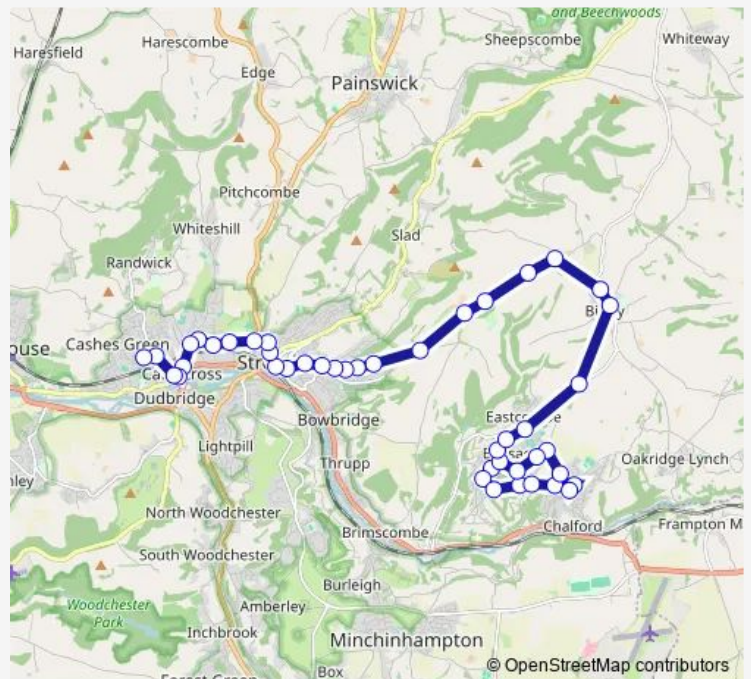 and Beechwoods
Haresfield
Harescombe
Sheepscombe
Whiteway
Edge
Painswick
Pitchcombe
Whiteshill
Slad
Randwick
ouse
Cashes Green
Dudbridge
Bowbridge
Eastcombe
Lightpill
Thrupp
Oakridge Lynch
nley
North Woodchester
Brimscombe
Chalford
Frampton M
South Woodchester
Burleigh
Woodchester
Park
Amberley
Inchbrook
Minchinhampton
Box
© OpenStreetMap contributors